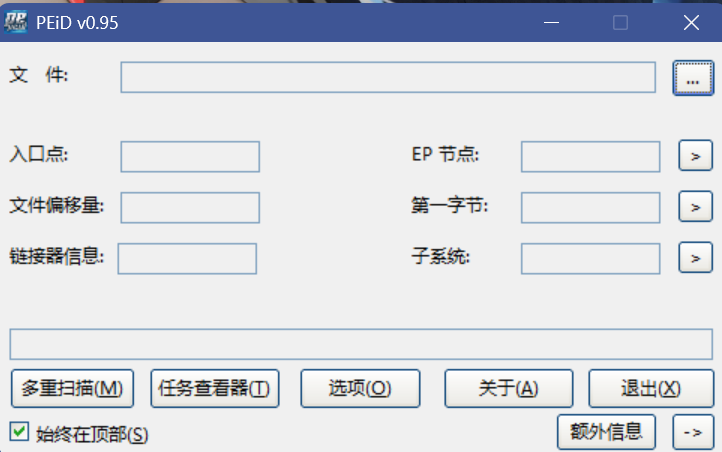 PEiD v0.95
文 件: ...
入口点: EP 节点: >
文件偏移量: 第一字节: >
链接器信息: 子系统: >
多重扫描(M) 任务查看器(T) 选项(O) 关于(A) 退出(X)
始终在顶部(S) 额外信息 ->